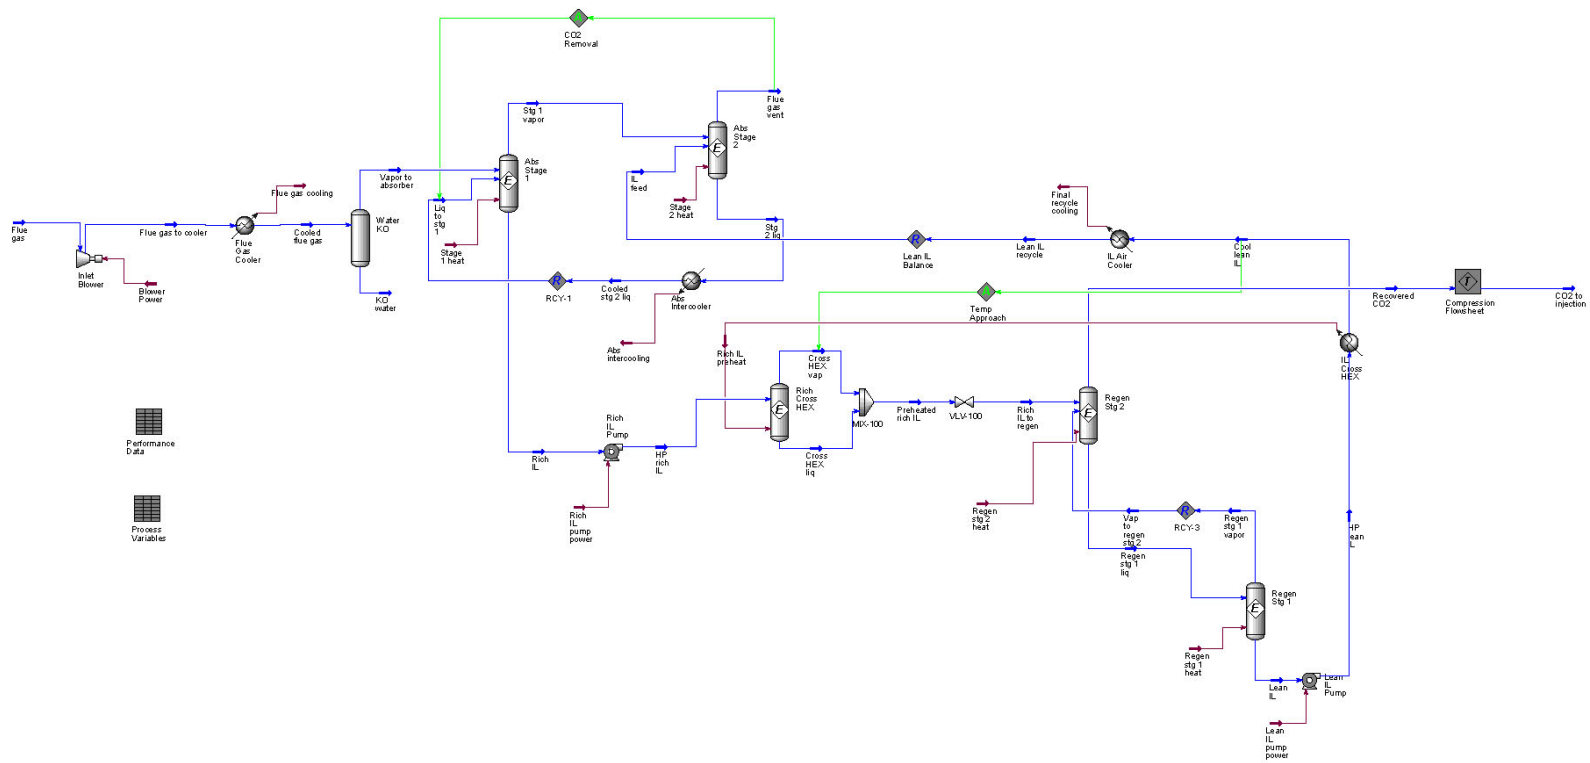 CO2
Removal
Stg 1
vapor
Flue
gas
vent
Abs
Stage
2
E
Abs
Stage
1
E
Vapor to
absorber
IL
feed
Flue gas cooling
Final
recycle
cooling
Liq
to
stg
1
Stage
2 heat
Water
KO
Stg
2 liq
Flue
gas
Flue gas to cooler
Flue
Gas
Cooler
Cooled
flue gas
Stage
1 heat
R
Lean IL
Balance
Lean IL
recycle
IL Air
Cooler
Cool
lean
IL
Inlet
Blower
Blower
Power
KO
water
R
RCY-1
Cooled
stg 2 liq
Abs
Intercooler
Temp
Approach
Recovered
CO2
T
Compression
Flowsheet
CO2 to
injection
Abs
intercooling
Rich IL
preheat
Cross
HEX
vap
IL
Cross
HEX
Rich
Cross
HEX
E
MIX-100
Preheated
rich IL
VLV-100
Rich
IL to
regen
Regen
Stg 2
E
Performance
Data
Rich
IL
Pump
Rich
IL
HP
rich
IL
Cross
HEX
liq
Process
Variables
Rich
IL
pump
power
Regen
stg 2
heat
Vap
to
regen
stg 2
R
RCY-3
Regen
stg 1
vapor
HP
lean
IL
Regen
stg 1
liq
Regen
Stg 1
E
Regen
stg 1
heat
Lean
IL
Lean
IL
Pump
Lean
IL
pump
power